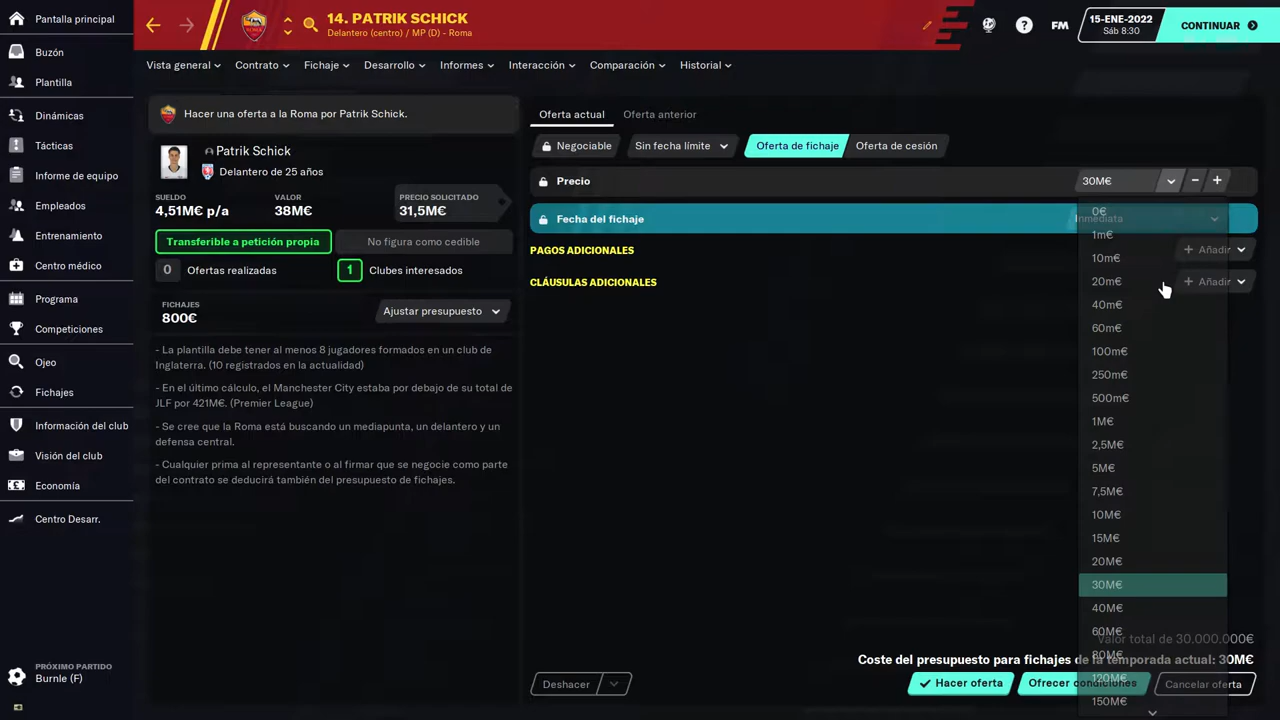 Pantalla principal
Buzón
Plantilla
Dinámicas
Tácticas
Informe de equipo
Empleados
Entrenamiento
Centro médico
Programa
Competiciones
Ojeo
Fichajes
Información del club
Visión del club
Economía
Centro Desarr.
PRÓXIMO PARTIDO
Burnle (F)
14. PATRIK SCHICK
Delantero (centro) / MP (D) - Roma
FM
15-ENE-2022
Sáb 8:30
CONTINUAR
Vista general
Contrato
Fichaje
Desarrollo
Informes
Interacción
Comparación
Historial
Hacer una oferta a la Roma por Patrik Schick.
Patrik Schick
Delantero de 25 años
SUELDO
4,51M€ p/a
VALOR
38M€
PRECIO SOLICITADO
31,5M€
Transferible a petición propia
No figura como cedible
0 Ofertas realizadas
1 Clubes interesados
FICHAJES
800€
Ajustar presupuesto
- La plantilla debe tener al menos 8 jugadores formados en un club de
Inglaterra. (10 registrados en la actualidad)
- En el último cálculo, el Manchester City estaba por debajo de su total de
JLF por 421M€. (Premier League)
- Se cree que la Roma está buscando un mediapunta, un delantero y un
defensa central.
- Cualquier prima al representante o al firmar que se negocie como parte
del contrato se deducirá también del presupuesto de fichajes.
Oferta actual
Oferta anterior
Negociable
Sin fecha límite
Oferta de fichaje
Oferta de cesión
Precio
30M€
Fecha del fichaje
Inmediata
PAGOS ADICIONALES
Añadir
CLÁUSULAS ADICIONALES
Añadir
0€
1m€
10m€
20m€
40m€
60m€
100m€
250m€
500m€
1M€
2,5M€
5M€
7,5M€
10M€
15M€
20M€
30M€
40M€
60M€
80M€
120M€
150M€
Valor total de 30.000.000€
Coste del presupuesto para fichajes de la temporada actual: 30M€
Deshacer
Hacer oferta
Ofrecer condiciones
Cancelar oferta